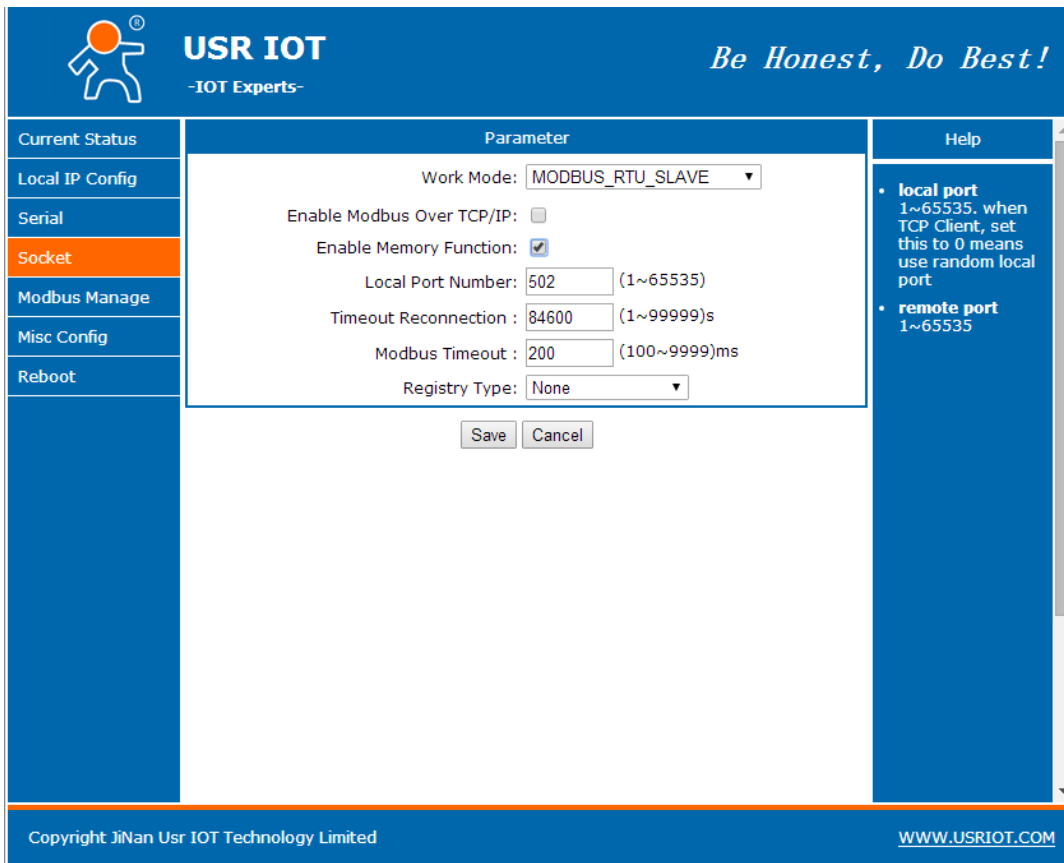 ®
USR IOT
-IOT Experts-
Be Honest, Do Best!
Current Status
Local IP Config
Serial
Socket
Modbus Manage
Misc Config
Reboot
Parameter
Work Mode: MODBUS_RTU_SLAVE
Enable Modbus Over TCP/IP:
Enable Memory Function:
Local Port Number: 502 (1~65535)
Timeout Reconnection : 84600 (1~99999)s
Modbus Timeout : 200 (100~9999)ms
Registry Type: None
Save Cancel
Help
• local port
1~65535. when
TCP Client, set
this to 0 means
use random local
port
• remote port
1~65535
Copyright JiNan Usr IOT Technology Limited
WWW.USRIOT.COM